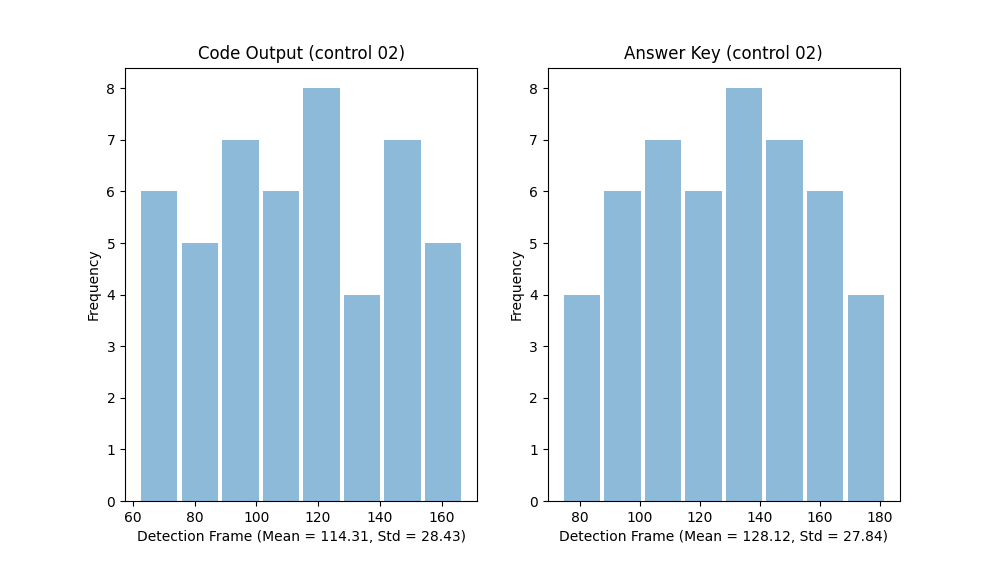 Code Output (control 02)
8
7
6
5
4
3
2
1
0
Frequency
60 80 100 120 140 160
Detection Frame (Mean = 114.31, Std = 28.43)
Answer Key (control 02)
8
7
6
5
4
3
2
1
0
Frequency
80 100 120 140 160 180
Detection Frame (Mean = 128.12, Std = 27.84)